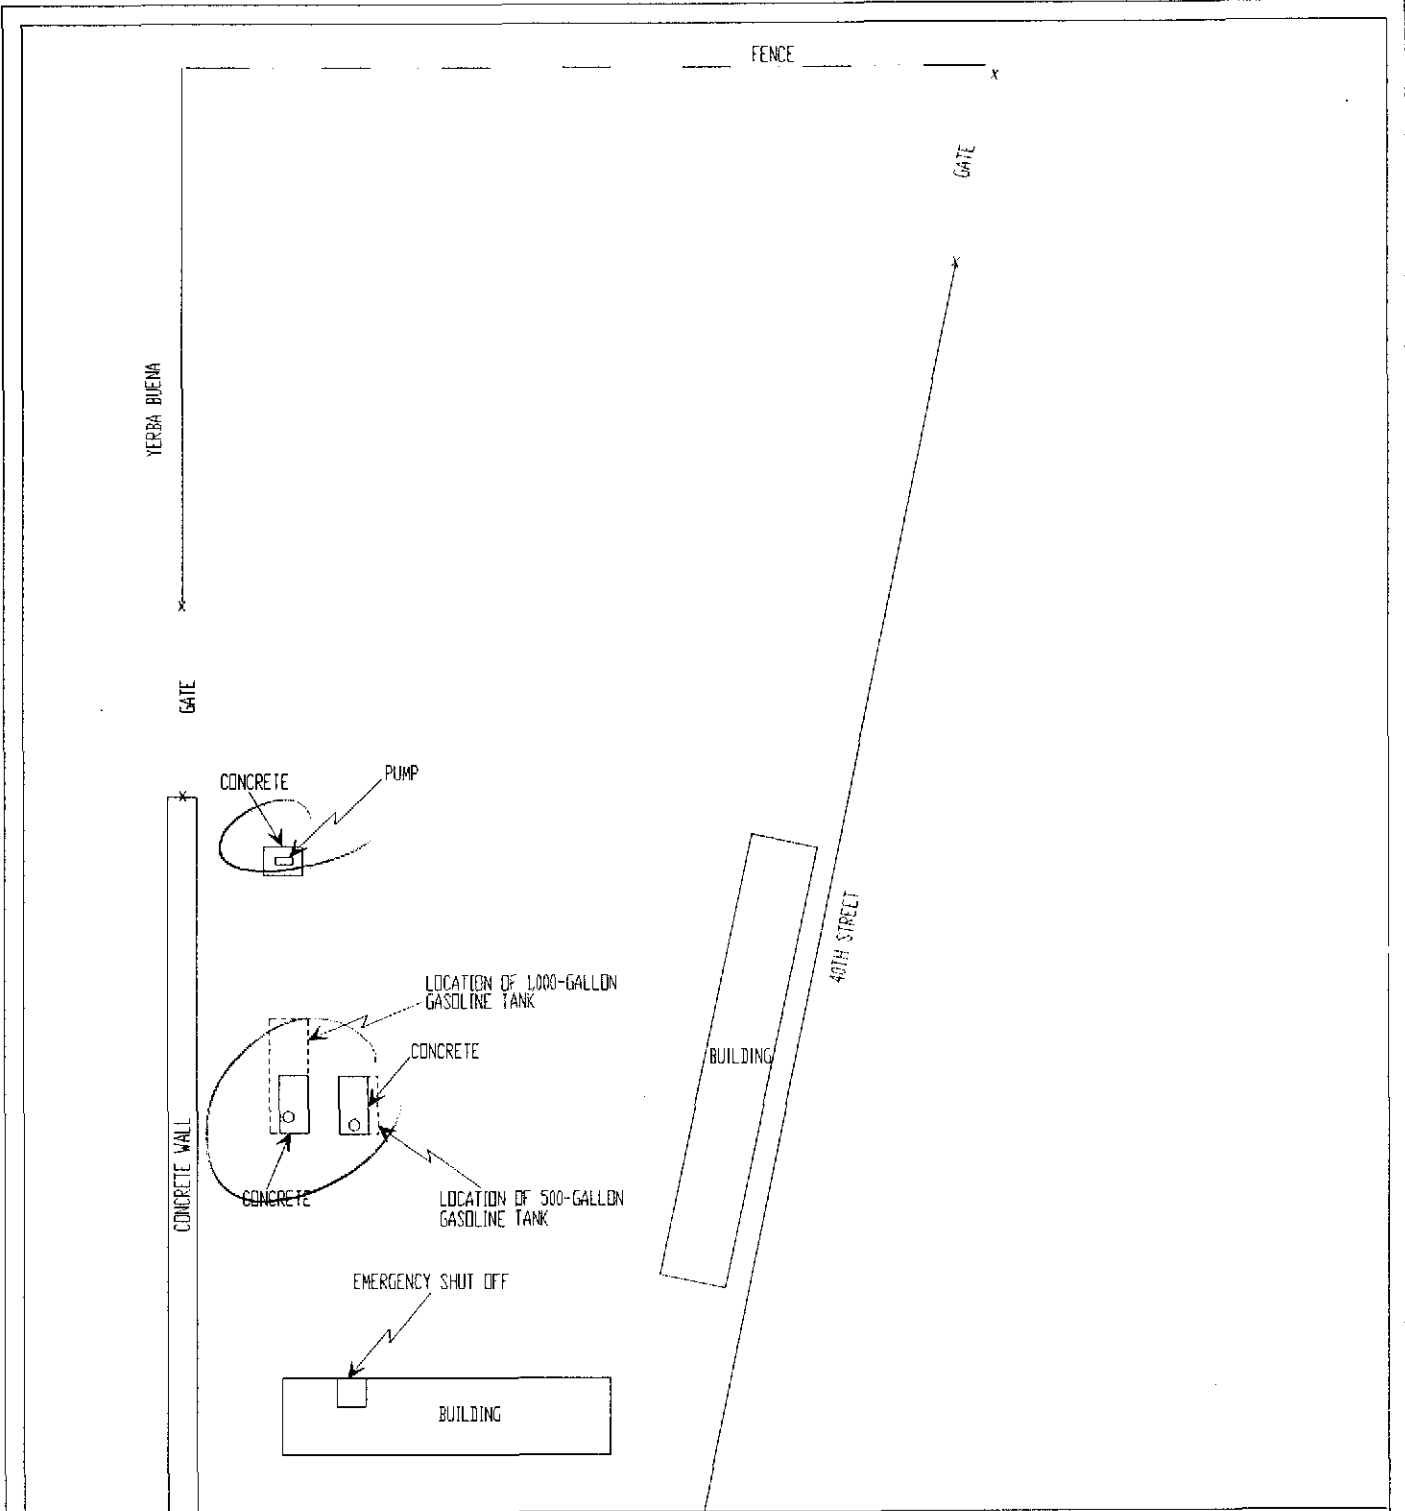 FENCE
GATE
YERBA BUENA
GATE
CONCRETE
PUMP
40TH STREET
LOCATION OF 1,000-GALLON
GASOLINE TANK
CONCRETE
BUILDING
CONCRETE WALL
CONCRETE
LOCATION OF 500-GALLON
GASOLINE TANK
EMERGENCY SHUT OFF
BUILDING